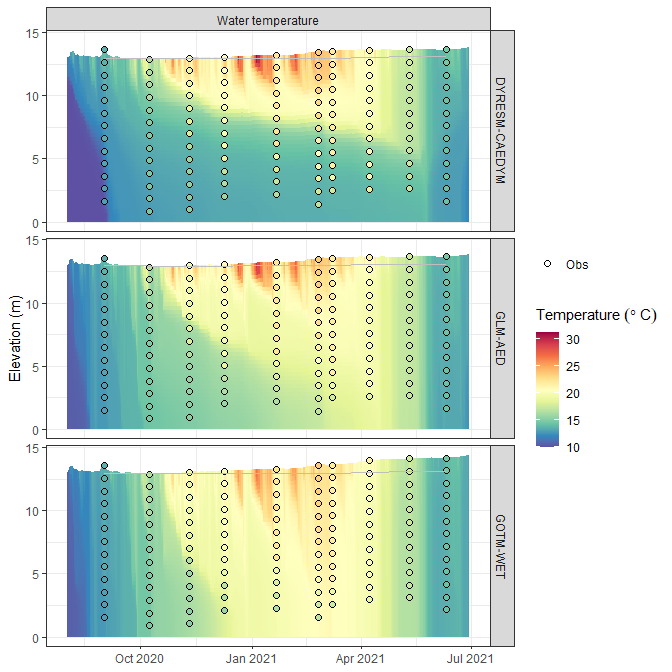 Water temperature
15
10
5
0
DYRESM-CAEDYM
15
10
5
0
GLM-AED
15
10
5
0
GOTM-WET
Elevation (m)
Oct 2020
Jan 2021
Apr 2021
Jul 2021
Obs
Temperature (° C)
30
25
20
15
10